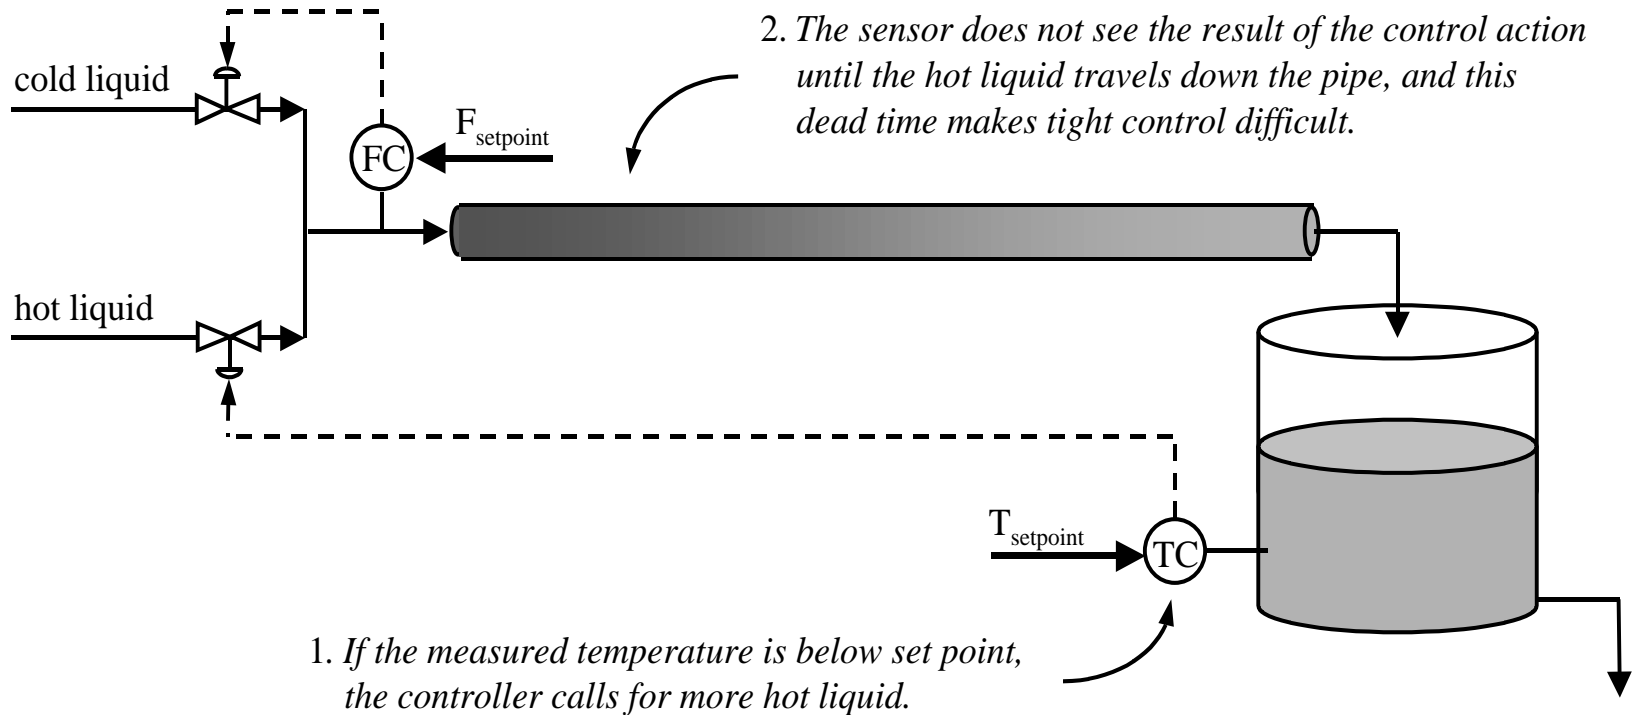 2. The sensor does not see the result of the control action
until the hot liquid travels down the pipe, and this
dead time makes tight control difficult.
cold liquid
F setpoint
FC
hot liquid
T setpoint
TC
1. If the measured temperature is below set point,
the controller calls for more hot liquid.